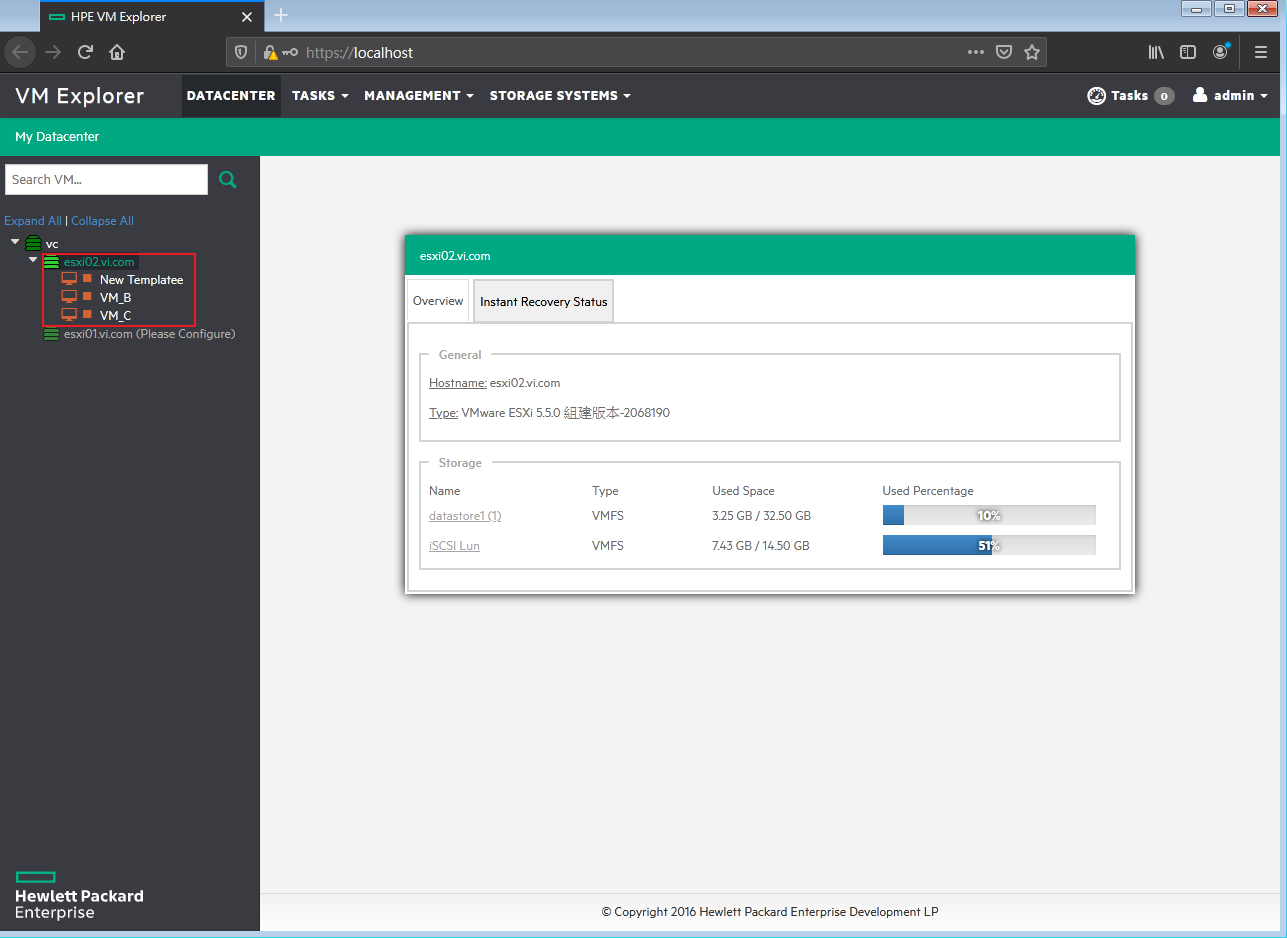 HPE VM Explorer
https://localhost
VM Explorer
DATACENTER
TASKS
MANAGEMENT
STORAGE SYSTEMS
Tasks 0
admin
My Datacenter
Search VM...
Expand All | Collapse All
vc
esxi02.vi.com
New Templatee
VM_B
VM_C
esxi01.vi.com (Please Configure)
esxi02.vi.com
Overview
Instant Recovery Status
General
Hostname: esxi02.vi.com
Type: VMware ESXi 5.5.0 組建版本-2068190
Storage
Name Type Used Space Used Percentage
datastore1 (1) VMFS 3.25 GB / 32.50 GB 10%
iSCSI Lun VMFS 7.43 GB / 14.50 GB 51%
Hewlett Packard
Enterprise
© Copyright 2016 Hewlett Packard Enterprise Development LP